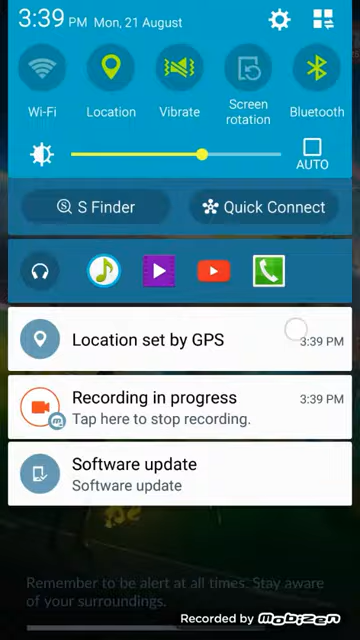 3:39 PM Mon, 21 August
Wi-Fi
Location
Vibrate
Screen
rotation
Bluetooth
AUTO
S Finder
Quick Connect
Location set by GPS
3:39 PM
Recording in progress
3:39 PM
Tap here to stop recording.
Software update
Software update
Remember to be alert at all times. Stay aware
of your surroundings.
Recorded by MOBIZEN